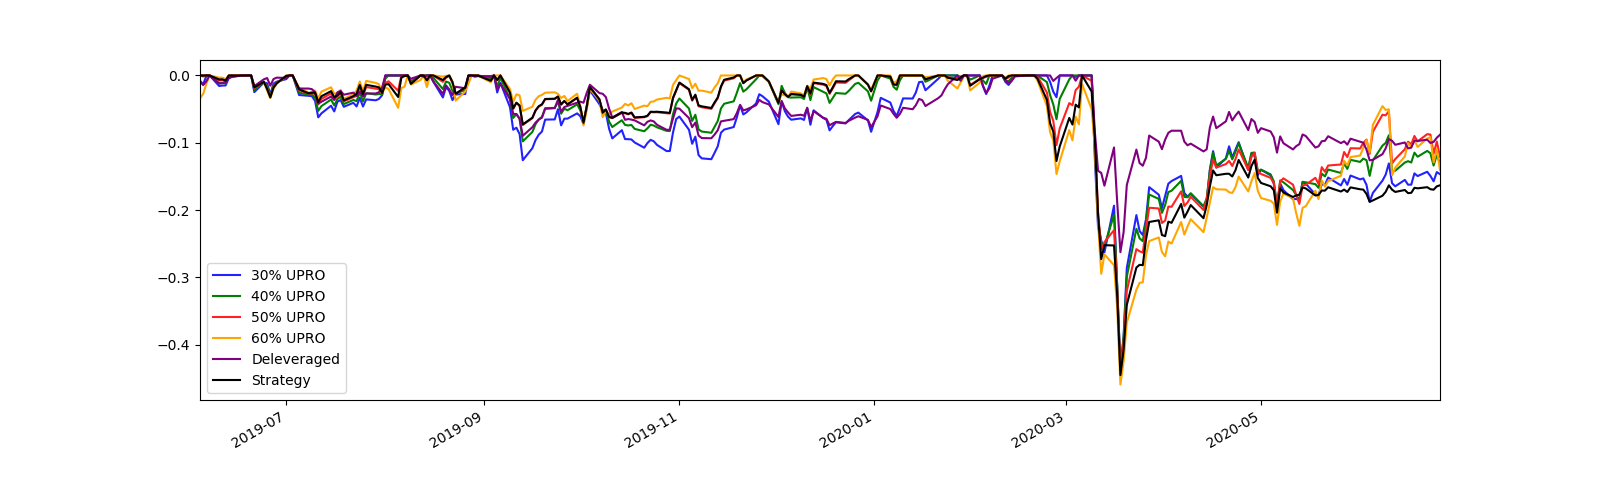 0.0
−0.1
−0.2
−0.3
−0.4
30% UPRO
40% UPRO
50% UPRO
60% UPRO
Deleveraged
Strategy
2019-07
2019-09
2019-11
2020-01
2020-03
2020-05